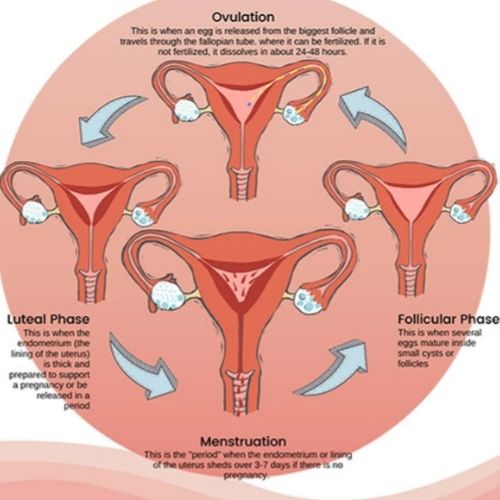 Ovulation
This is when an egg is released from the biggest follicle and
travels through the fallopian tube. where it can be fertilized. If it is
not fertilized, it dissolves in about 24-48 hours.
Luteal Phase
This is when the
endometrium (the
lining of the uterus)
is thick and
prepared to support
a pregnancy or be
released in a
period
Follicular Phase
This is when several
eggs mature inside
small cysts or
follicles
Menstruation
This is the "period" when the endometrium or lining
of the uterus sheds over 3-7 days if there is no
pregnancy.